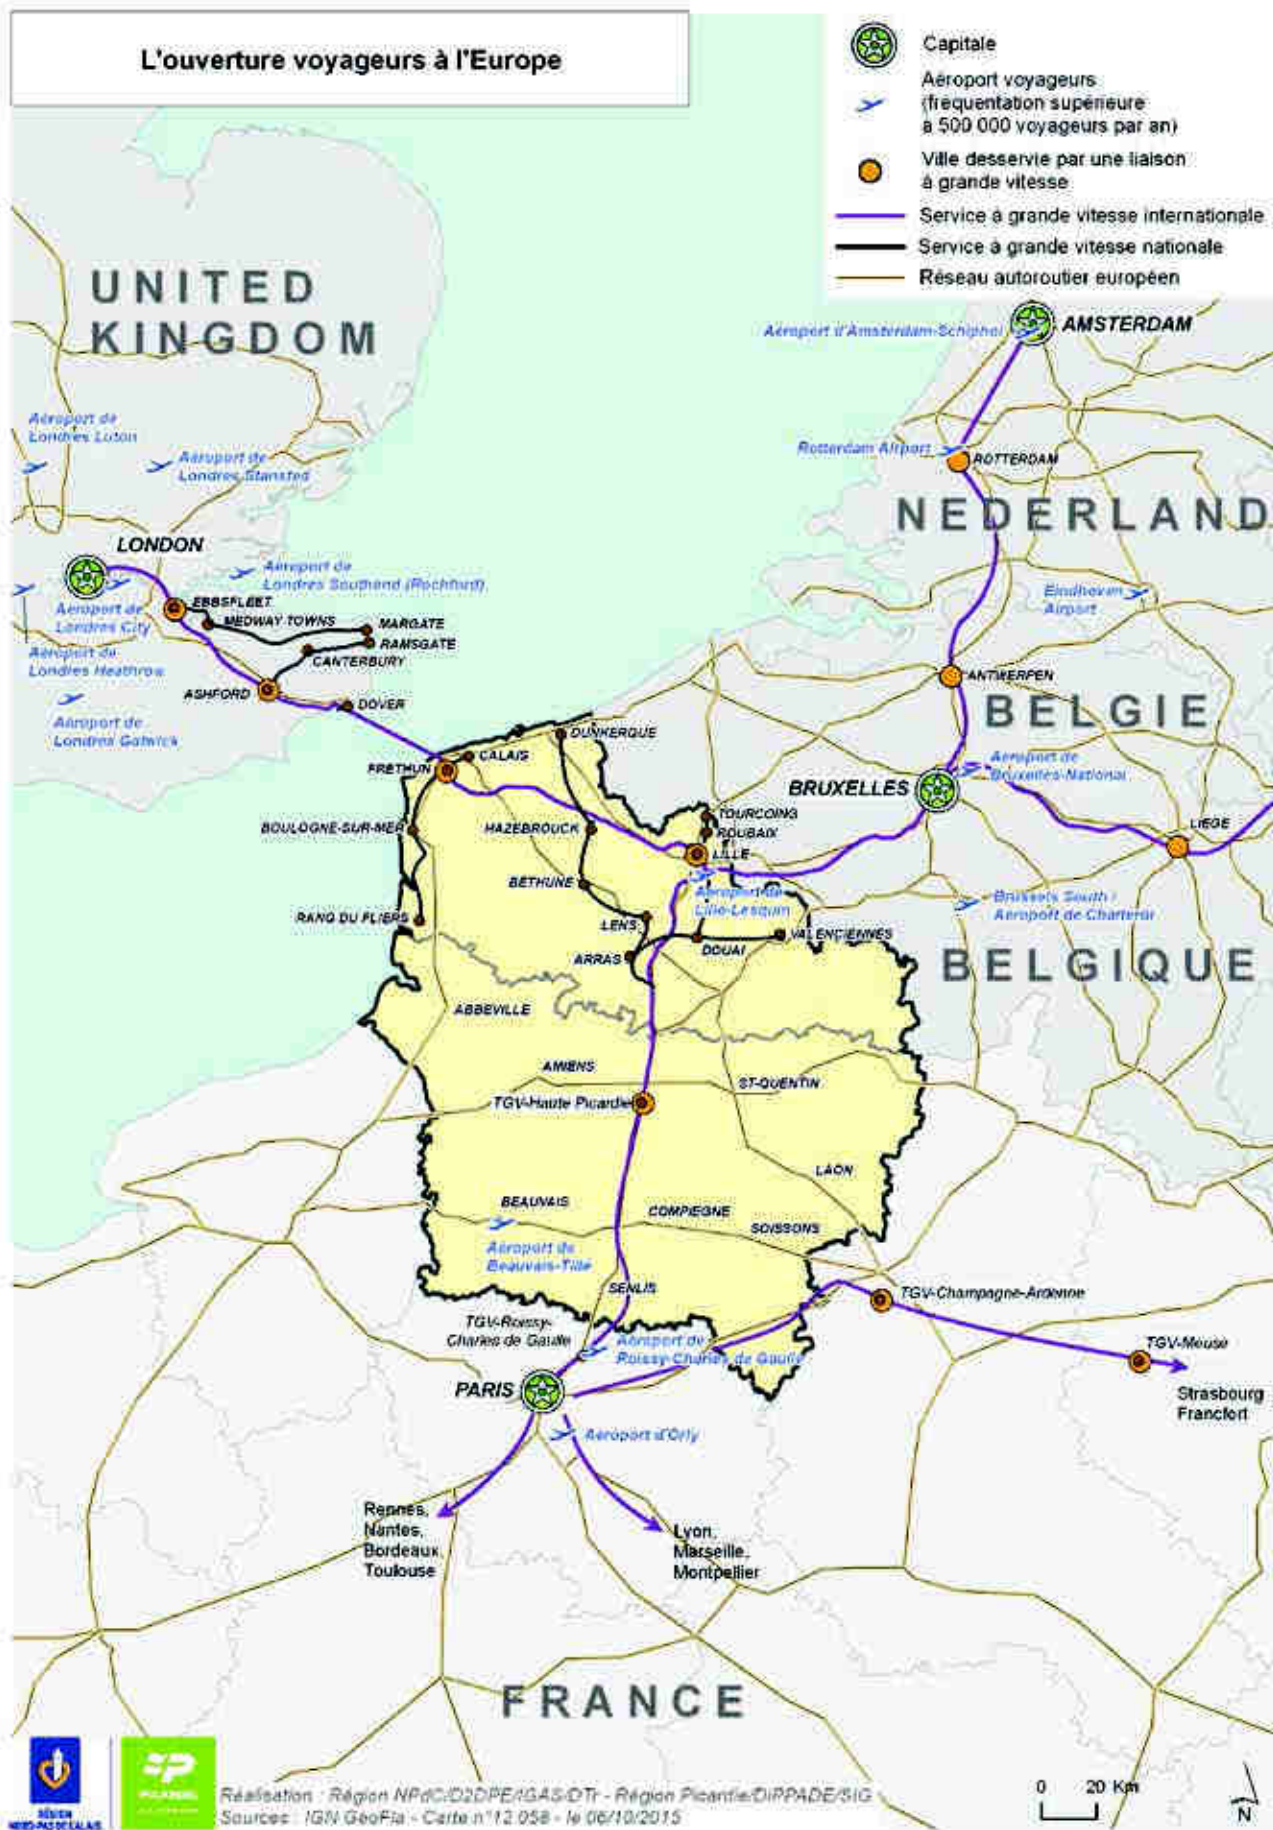 L'ouverture voyageurs à l'Europe
Capitale
Aéroport voyageurs
(fréquentation supérieure
à 500 000 voyageurs par an)
Ville desservie par une liaison
à grande vitesse
Service à grande vitesse internationale
Service à grande vitesse nationale
Réseau autoroutier européen
UNITED
KINGDOM
Aéroport d'Amsterdam-Schiphol
AMSTERDAM
Aéroport de
Londres Luton
Aéroport de
Londres Stansted
Rotterdam Airport
ROTTERDAM
NEDERLAND
LONDON
Aéroport de
Londres Southend (Rochford)
Eindhoven
Airport
EBBSFLEET
Aéroport de
Londres City
MEDWAY TOWNS
MARGATE
RAMSGATE
CANTERBURY
Aéroport de
Londres Heathrow
ASHFORD
DOVER
Aéroport de
Londres Gatwick
ANTWERPEN
BELGIE
DUNKERQUE
CALAIS
FRETHUN
Aéroport de
Bruxelles-National
BRUXELLES
BOULOGNE-SUR-MER
HAZEBROUCK
TOURCOING
ROUBAIX
LILLE
LIEGE
BETHUNE
Aéroport de
Lille-Lesquin
Brussels South /
Aéroport de Charleroi
RANG DU FLIERS
LENS
VALENCIENNES
DOUAI
ARRAS
BELGIQUE
ABBEVILLE
AMIENS
ST-QUENTIN
TGV-Haute Picardie
LAON
BEAUVAIS
COMPIEGNE
SOISSONS
Aéroport de
Beauvais-Tillé
SENLIS
TGV-Champagne-Ardenne
TGV-Roissy-
Charles de Gaulle
Aéroport de
Roissy-Charles de Gaulle
TGV-Meuse
PARIS
Strasbourg
Francfort
Aéroport d'Orly
Rennes,
Nantes,
Bordeaux,
Toulouse
Lyon,
Marseille,
Montpellier
FRANCE
RÉGION
NORD-PAS DE CALAIS
PICARDIE
Réalisation : Région NPdC/D2DPE/IGAS/DTr - Région Picardie/DIPPADE/SIG
Sources : IGN GéoFla - Carte n°12 058 - le 06/10/2015
0 20 Km
N